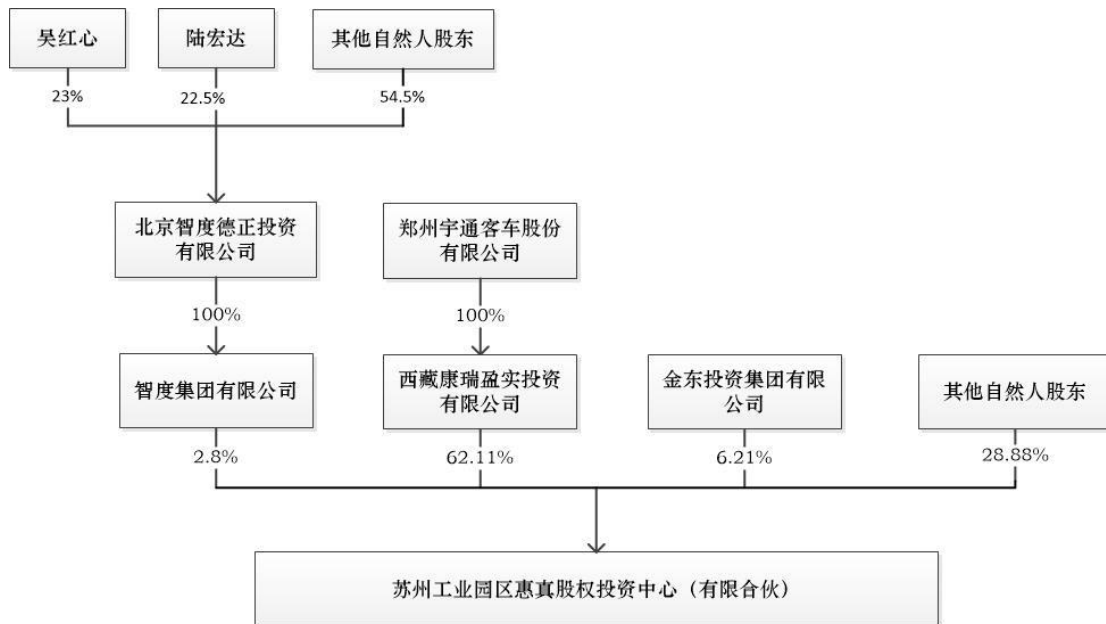 吴红心
陆宏达
其他自然人股东
23%
22.5%
54.5%
北京智度德正投资
有限公司
郑州宇通客车股份
有限公司
100%
100%
智度集团有限公司
西藏康瑞盈实投资
有限公司
金东投资集团有限
公司
其他自然人股东
2.8%
62.11%
6.21%
28.88%
苏州工业园区惠真股权投资中心（有限合伙）